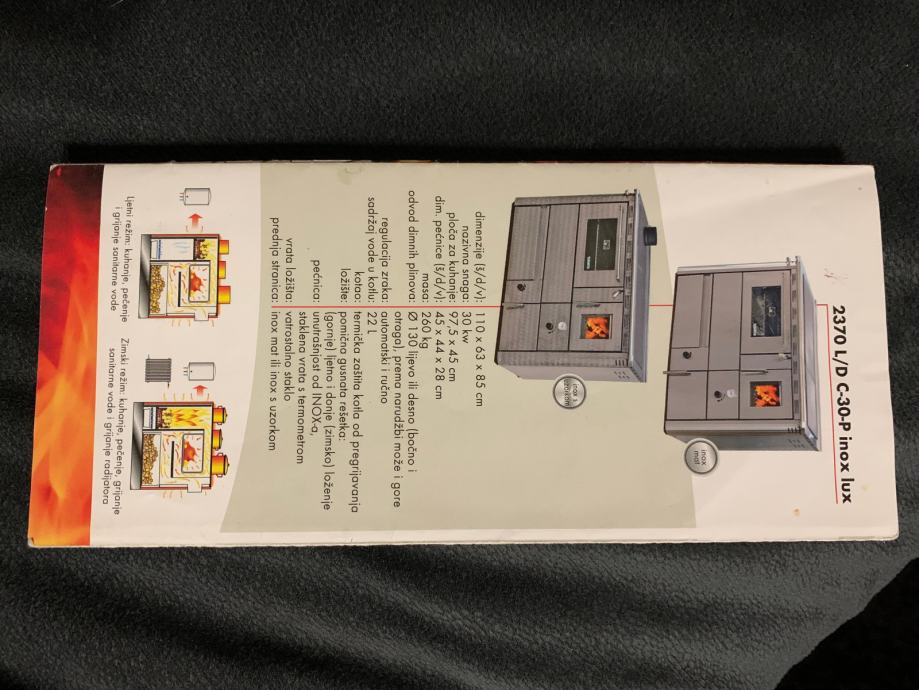 2370 L/D C-30-P inox lux
inox
mat
inox s
uzorkom
dimenzije (š/d/v): 110 x 63 x 85 cm
nazivna snaga: 30 kw
ploča za kuhanje: 97,5 x 45 cm
dim. pećnice (š/d/v): 45 x 44 x 28 cm
masa: 260 kg
odvod dimnih plinova: Ø 130 lijevo ili desno (bočno i
otraga), prema narudžbi može i gore
regulacija zraka: automatski i ručno
sadržaj vode u kotlu: 22 L
kotao: termička zaštita kotla od pregrijavanja
ložište: pomična gusnata rešetka:
(gornje) ljetno i donje (zimsko) loženje
pećnica: unutrašnjost od INOX-a,
staklena vrata s termometrom
vrata ložišta: vatrostalno staklo
prednja stranica: inox mat ili inox s uzorkom
Ljetni režim: kuhanje, pečenje
i grijanje sanitarne vode
Zimski režim: kuhanje, pečenje, grijanje
sanitarne vode i grijanje radijatora